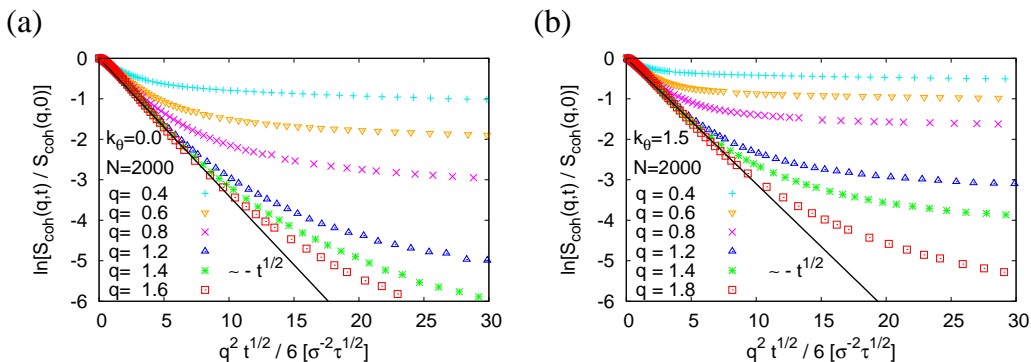 (a)
ln[S_coh(q,t) / S_coh(q,0)]
0
-1
-2
-3
-4
-5
-6
k_θ=0.0
N=2000
q= 0.4
q= 0.6
q= 0.8
q= 1.2
q= 1.4
q= 1.6
~ - t^1/2
0 5 10 15 20 25 30
q^2 t^1/2 / 6 [σ^-2τ^1/2]
(b)
ln[S_coh(q,t) / S_coh(q,0)]
0
-1
-2
-3
-4
-5
-6
k_θ=1.5
N=2000
q = 0.4
q = 0.6
q = 0.8
q = 1.2
q = 1.4
q = 1.8
~ - t^1/2
0 5 10 15 20 25 30
q^2 t^1/2 / 6 [σ^-2τ^1/2]